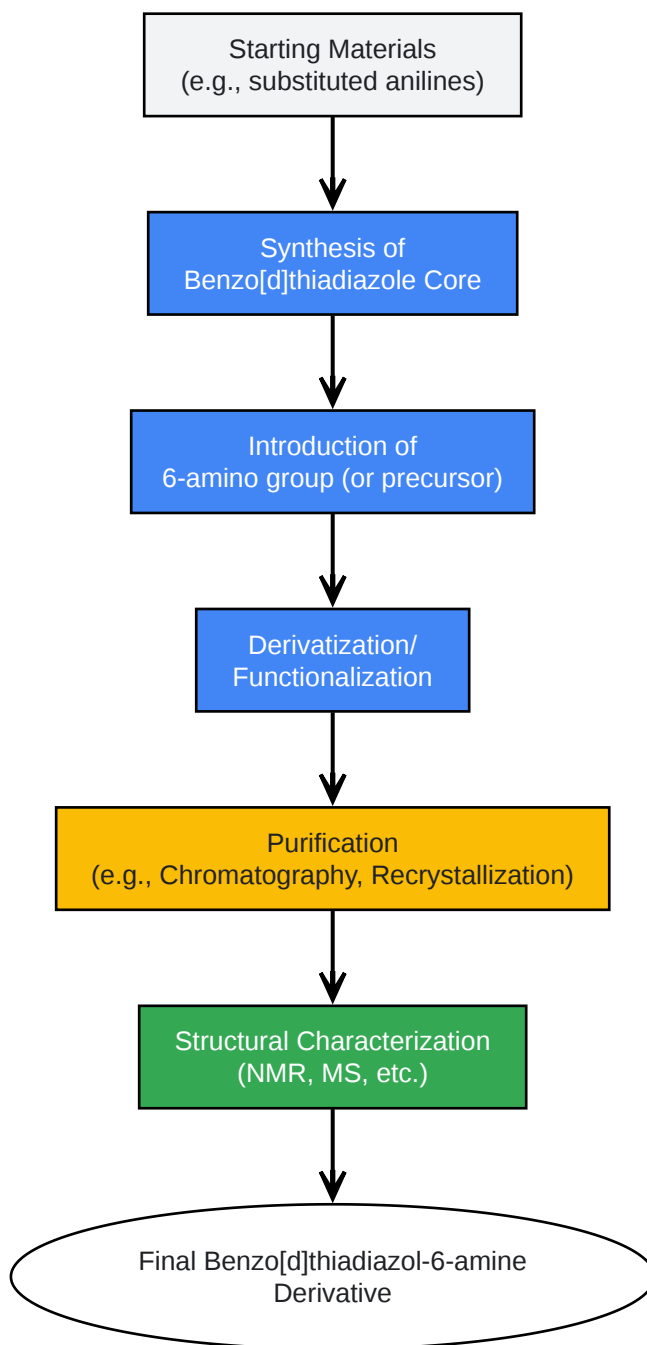 Starting Materials
(e.g., substituted anilines)
Synthesis of
Benzo[d]thiadiazole Core
Introduction of
6-amino group (or precursor)
Derivatization/
Functionalization
Purification
(e.g., Chromatography, Recrystallization)
Structural Characterization
(NMR, MS, etc.)
Final Benzo[d]thiadiazol-6-amine
Derivative